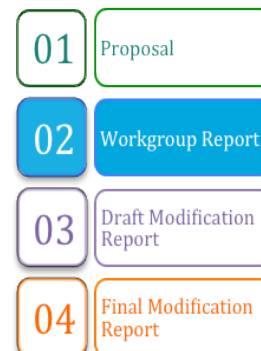 01 Proposal
02 Workgroup Report
03 Draft Modification
Report
04 Final Modification
Report